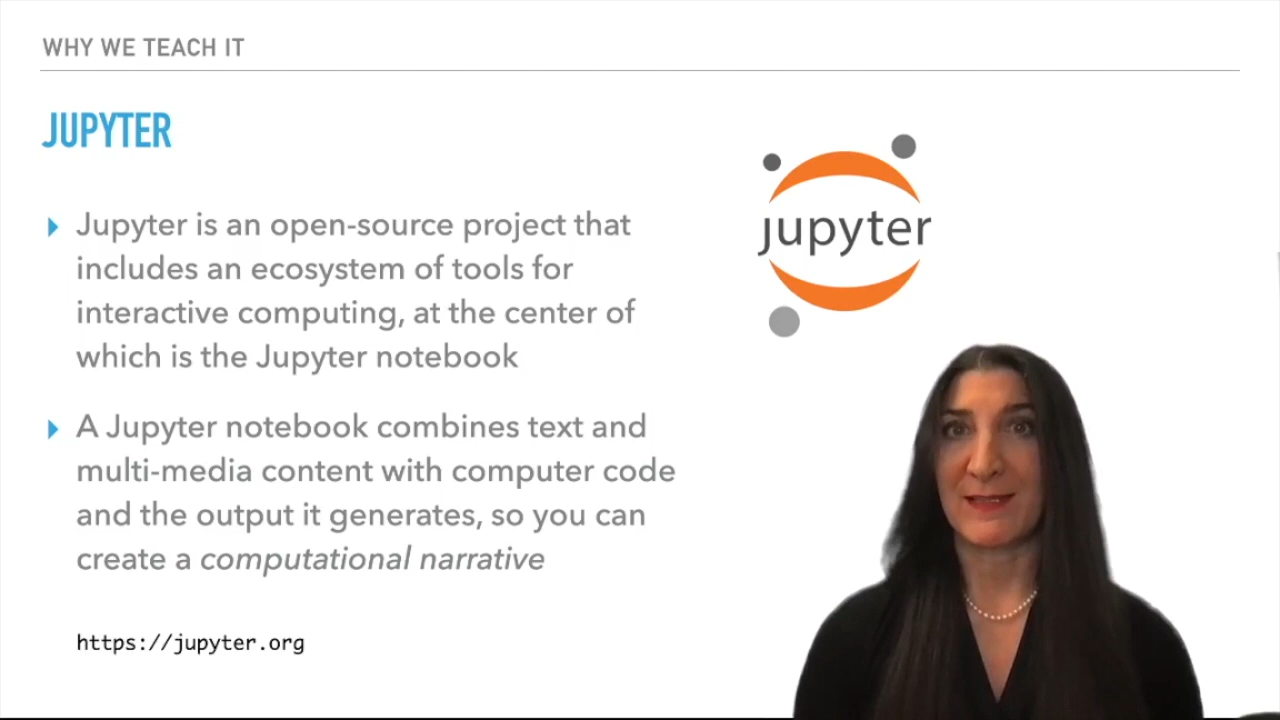 WHY WE TEACH IT
JUPYTER
Jupyter is an open-source project that
includes an ecosystem of tools for
interactive computing, at the center of
which is the Jupyter notebook
A Jupyter notebook combines text and
multi-media content with computer code
and the output it generates, so you can
create a computational narrative
https://jupyter.org
jupyter